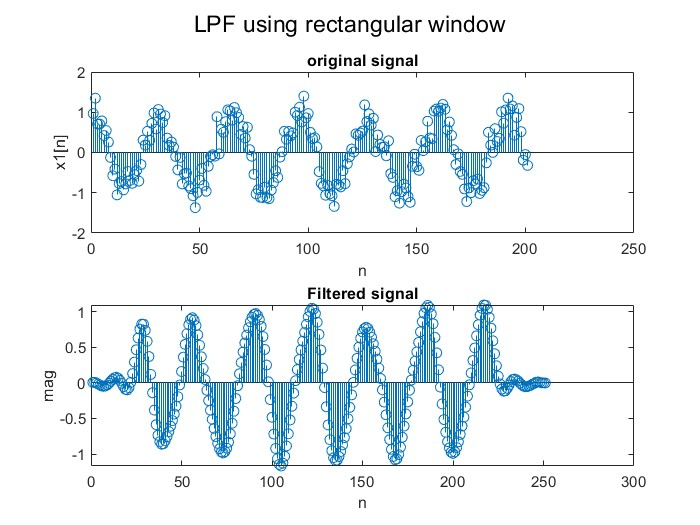 LPF using rectangular window
original signal
2
1
0
-1
-2
x1[n]
0 50 100 150 200 250
n
Filtered signal
1
0.5
0
-0.5
-1
mag
0 50 100 150 200 250 300
n